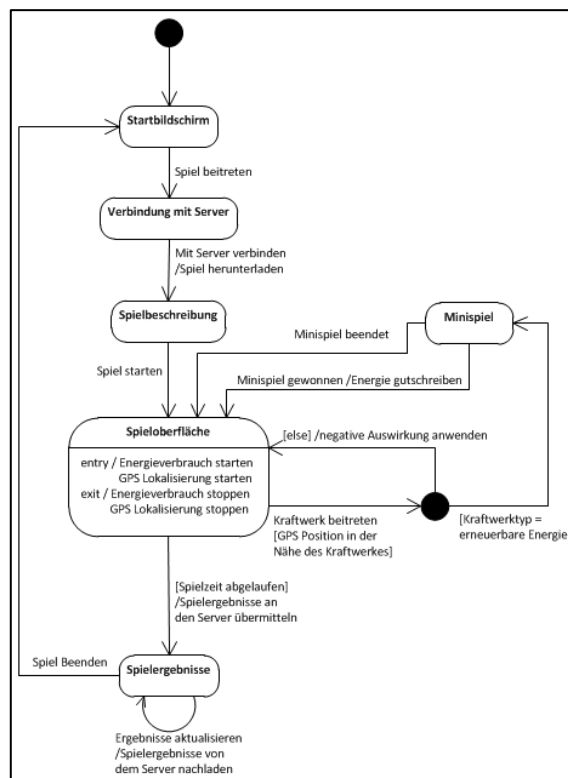 Startbildschirm
Spiel beitreten
Verbindung mit Server
Mit Server verbinden
/Spiel herunterladen
Spielbeschreibung
Minispiel
Minispiel beendet
Spiel starten
Minispiel gewonnen /Energie gutschreiben
Spieloberfläche
[else] /negative Auswirkung anwenden
entry / Energieverbrauch starten
GPS Lokalisierung starten
exit / Energieverbrauch stoppen
GPS Lokalisierung stoppen
Kraftwerk beitreten
[GPS Position in der
Nähe des Kraftwerkes]
[Kraftwerktyp =
erneuerbare Energie
[Spielzeit abgelaufen]
/Spielergebnisse an
den Server übermitteln
Spiel Beenden
Spielergebnisse
Ergebnisse aktualisieren
/Spielergebnisse von
dem Server nachladen